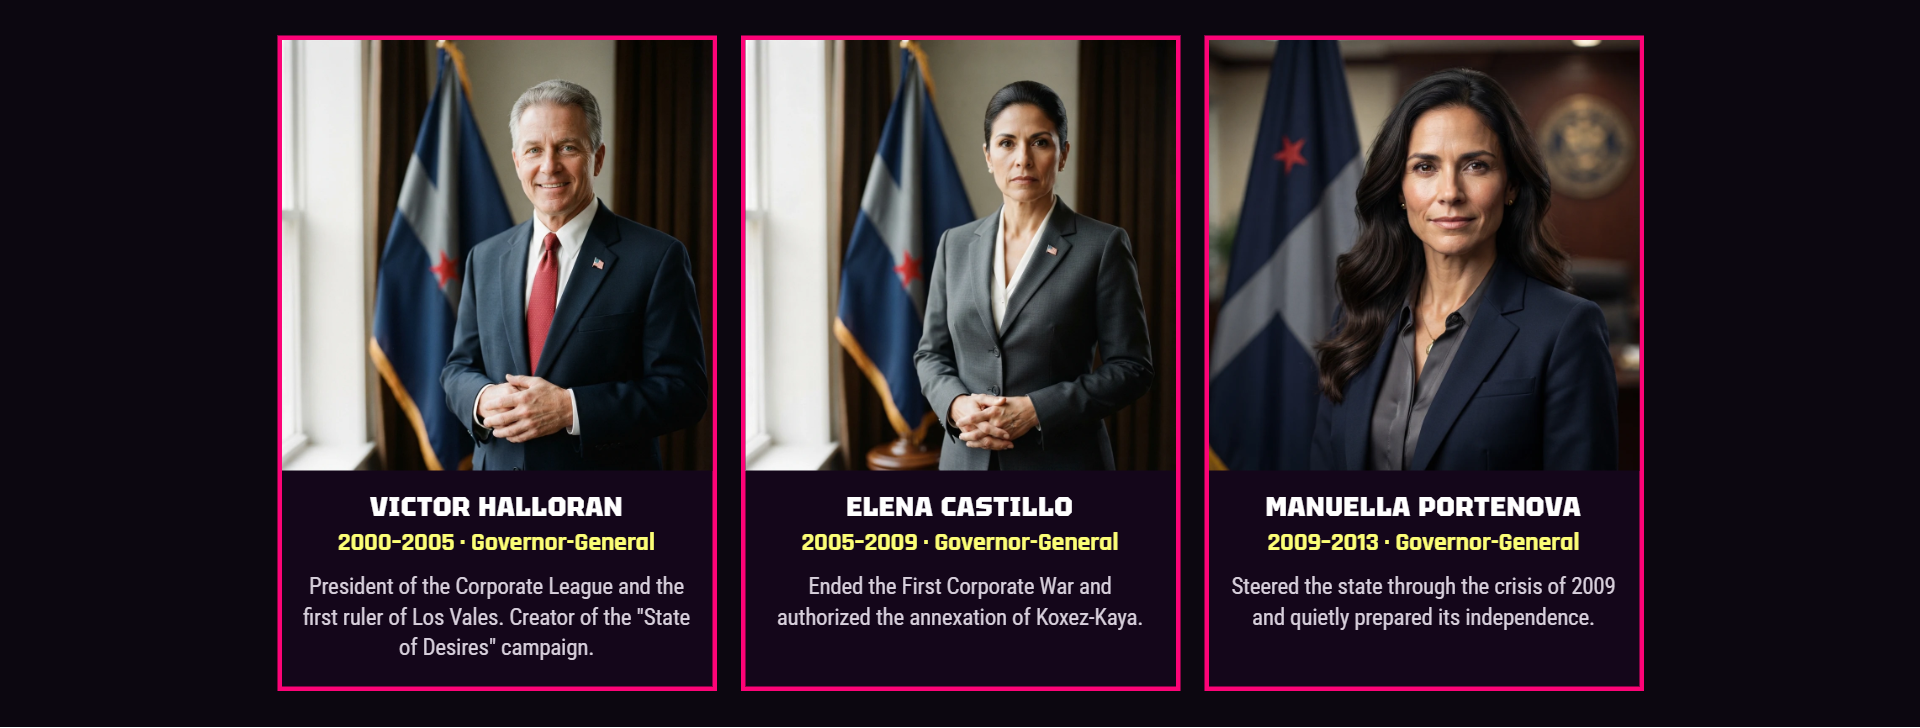 VICTOR HALLORAN
2000–2005 · Governor-General
President of the Corporate League and the
first ruler of Los Vales. Creator of the "State
of Desires" campaign.
ELENA CASTILLO
2005–2009 · Governor-General
Ended the First Corporate War and
authorized the annexation of Koxez-Kaya.
MANUELLA PORTENOVA
2009–2013 · Governor-General
Steered the state through the crisis of 2009
and quietly prepared its independence.